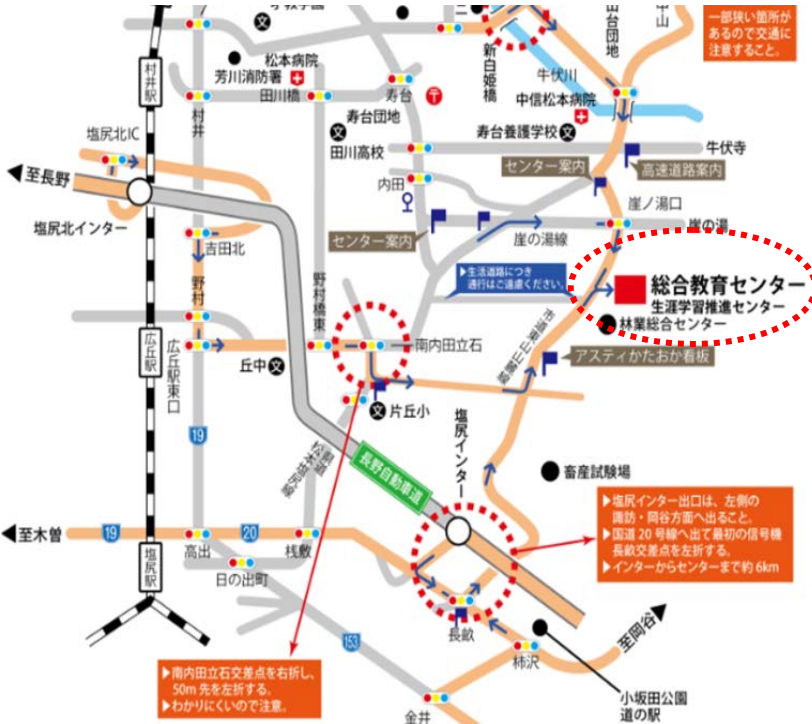 一部狭い箇所が
あるので交通に
注意すること。
新白姫橋
牛伏川
村井駅
芳川消防署
松本病院
田川橋
寿台
中信松本病院
村井
寿台団地
田川高校
寿台養護学校
牛伏寺
塩尻北IC
センター案内
高速道路案内
至長野
内田
崖ノ湯口
崖の湯
塩尻北インター
センター案内
崖の湯線
吉田北
▶生活道路につき
通行はご遠慮ください。
総合教育センター
生涯学習推進センター
林業総合センター
野村
野村橋東
南内田立石
市道東山山麓線
アスティかたおか看板
広丘駅
広丘駅東口
丘中
片丘小
塩尻インター
19
長野自動車道
畜産試験場
▶塩尻インター出口は、左側の
諏訪・岡谷方面へ出ること。
▶国道20号線へ出て最初の信号機
長畝交差点を左折する。
▶インターからセンターまで約6km
至木曽
19
20
高出
桟敷
塩尻駅
日の出町
長畝
153
至岡谷
柿沢
▶南内田立石交差点を右折し、
50m先を左折する。
▶わかりにくいので注意。
小坂田公園
道の駅
金井